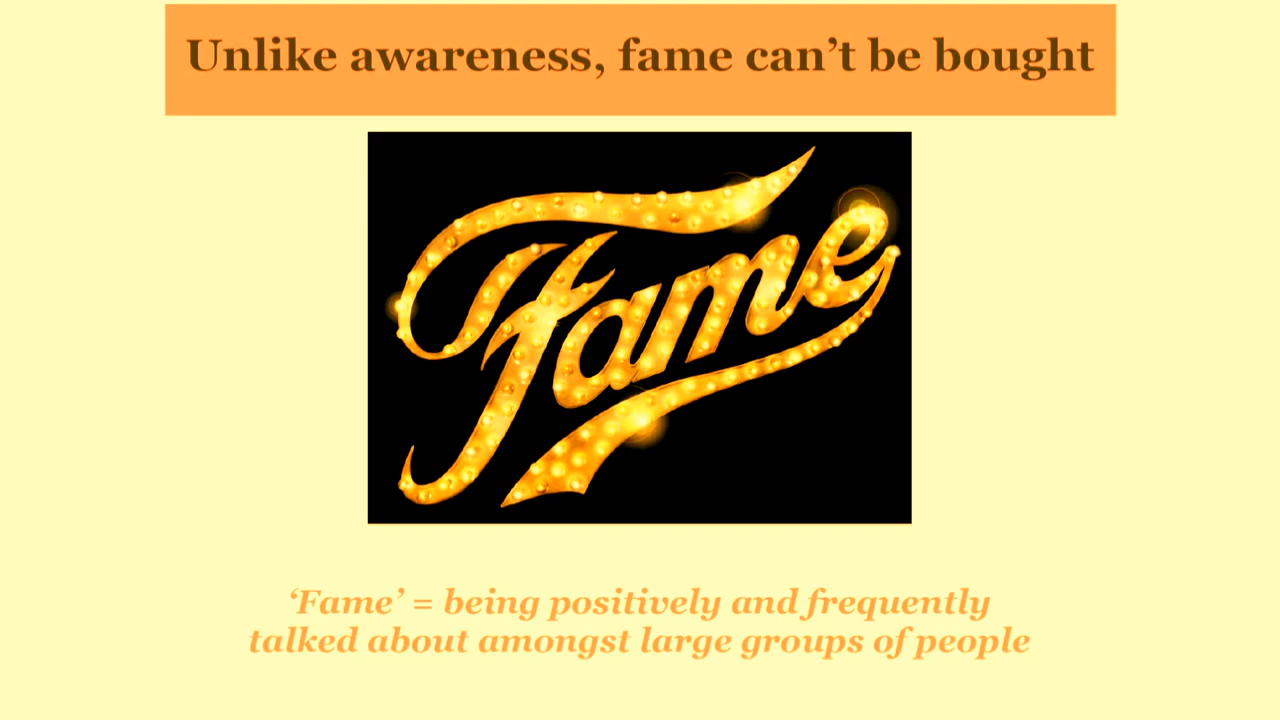 Unlike awareness, fame can’t be bought
Fame
‘Fame’ = being positively and frequently
talked about amongst large groups of people